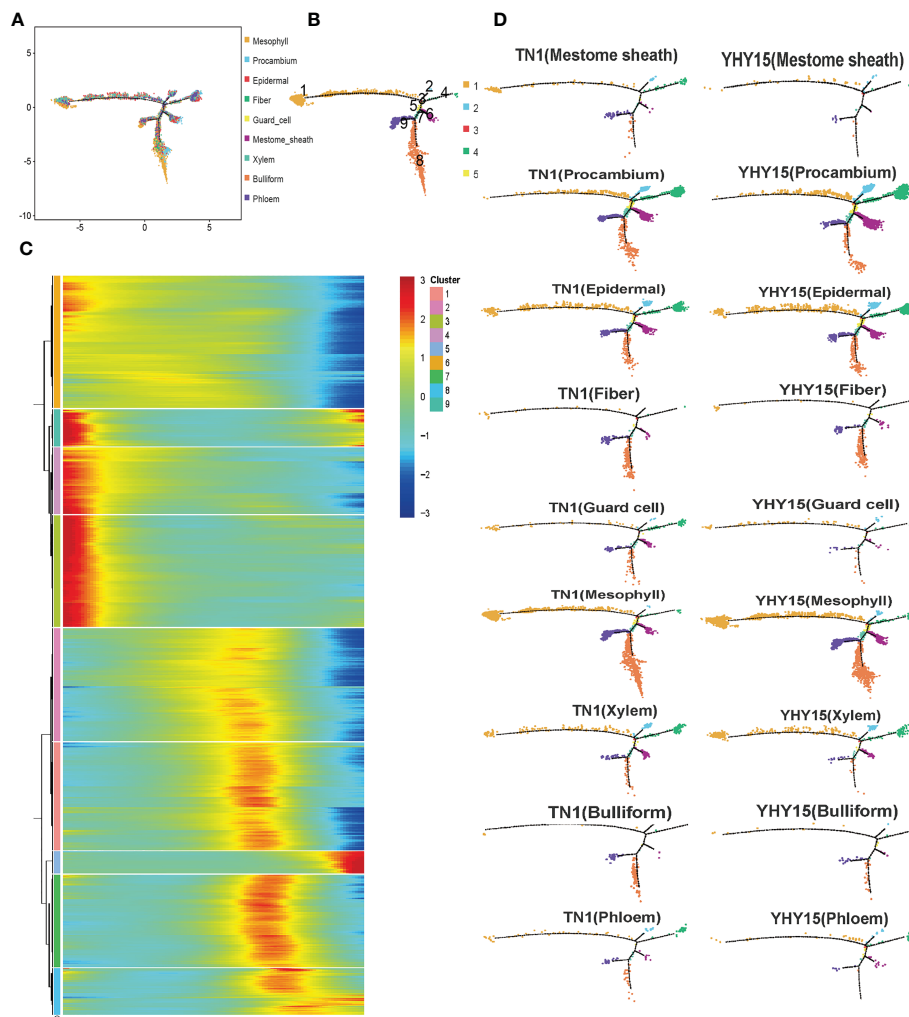 A
B
D
5
0
-5
-10
-5
0
5
Mesophyll
Procambium
Epidermal
Fiber
Guard_cell
Mestome_sheath
Xylem
Bulliform
Phloem
1
2
3
4
5
6
7
9
8
1
2
3
4
5
C
3
2
1
0
−1
−2
−3
Cluster
1
2
3
4
5
6
7
8
9
TN1(Mestome sheath)
YHY15(Mestome sheath)
TN1(Procambium)
YHY15(Procambium)
TN1(Epidermal)
YHY15(Epidermal)
TN1(Fiber)
YHY15(Fiber)
TN1(Guard cell)
YHY15(Guard cell)
TN1(Mesophyll)
YHY15(Mesophyll)
TN1(Xylem)
YHY15(Xylem)
TN1(Bulliform)
YHY15(Bulliform)
TN1(Phloem)
YHY15(Phloem)